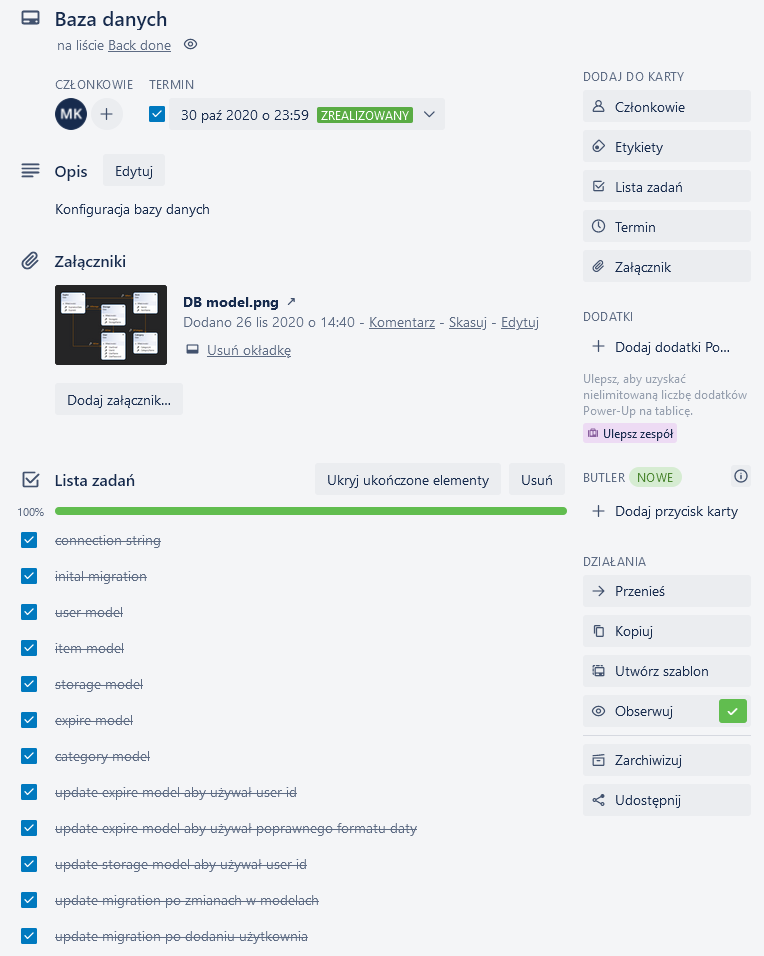 Baza danych
na liście Back done
CZŁONKOWIE
TERMIN
MK
30 paź 2020 o 23:59 ZREALIZOWANY
Opis
Edytuj
Konfiguracja bazy danych
Załączniki
DB model.png ↗
Dodano 26 lis 2020 o 14:40 - Komentarz - Skasuj - Edytuj
Usuń okładkę
Dodaj załącznik...
Lista zadań
Ukryj ukończone elementy
Usuń
100%
connection string
inital migration
user model
item model
storage model
expire model
category model
update expire model aby używał user id
update expire model aby używał poprawnego formatu daty
update storage model aby używał user id
update migration po zmianach w modelach
update migration po dodaniu użytkownia
DODAJ DO KARTY
Członkowie
Etykiety
Lista zadań
Termin
Załącznik
DODATKI
Dodaj dodatki Po...
Ulepsz, aby uzyskać
nielimitowaną liczbę dodatków
Power-Up na tablicę.
Ulepsz zespół
BUTLER NOWE
Dodaj przycisk karty
DZIAŁANIA
Przenieś
Kopiuj
Utwórz szablon
Obserwuj
Zarchiwizuj
Udostępnij